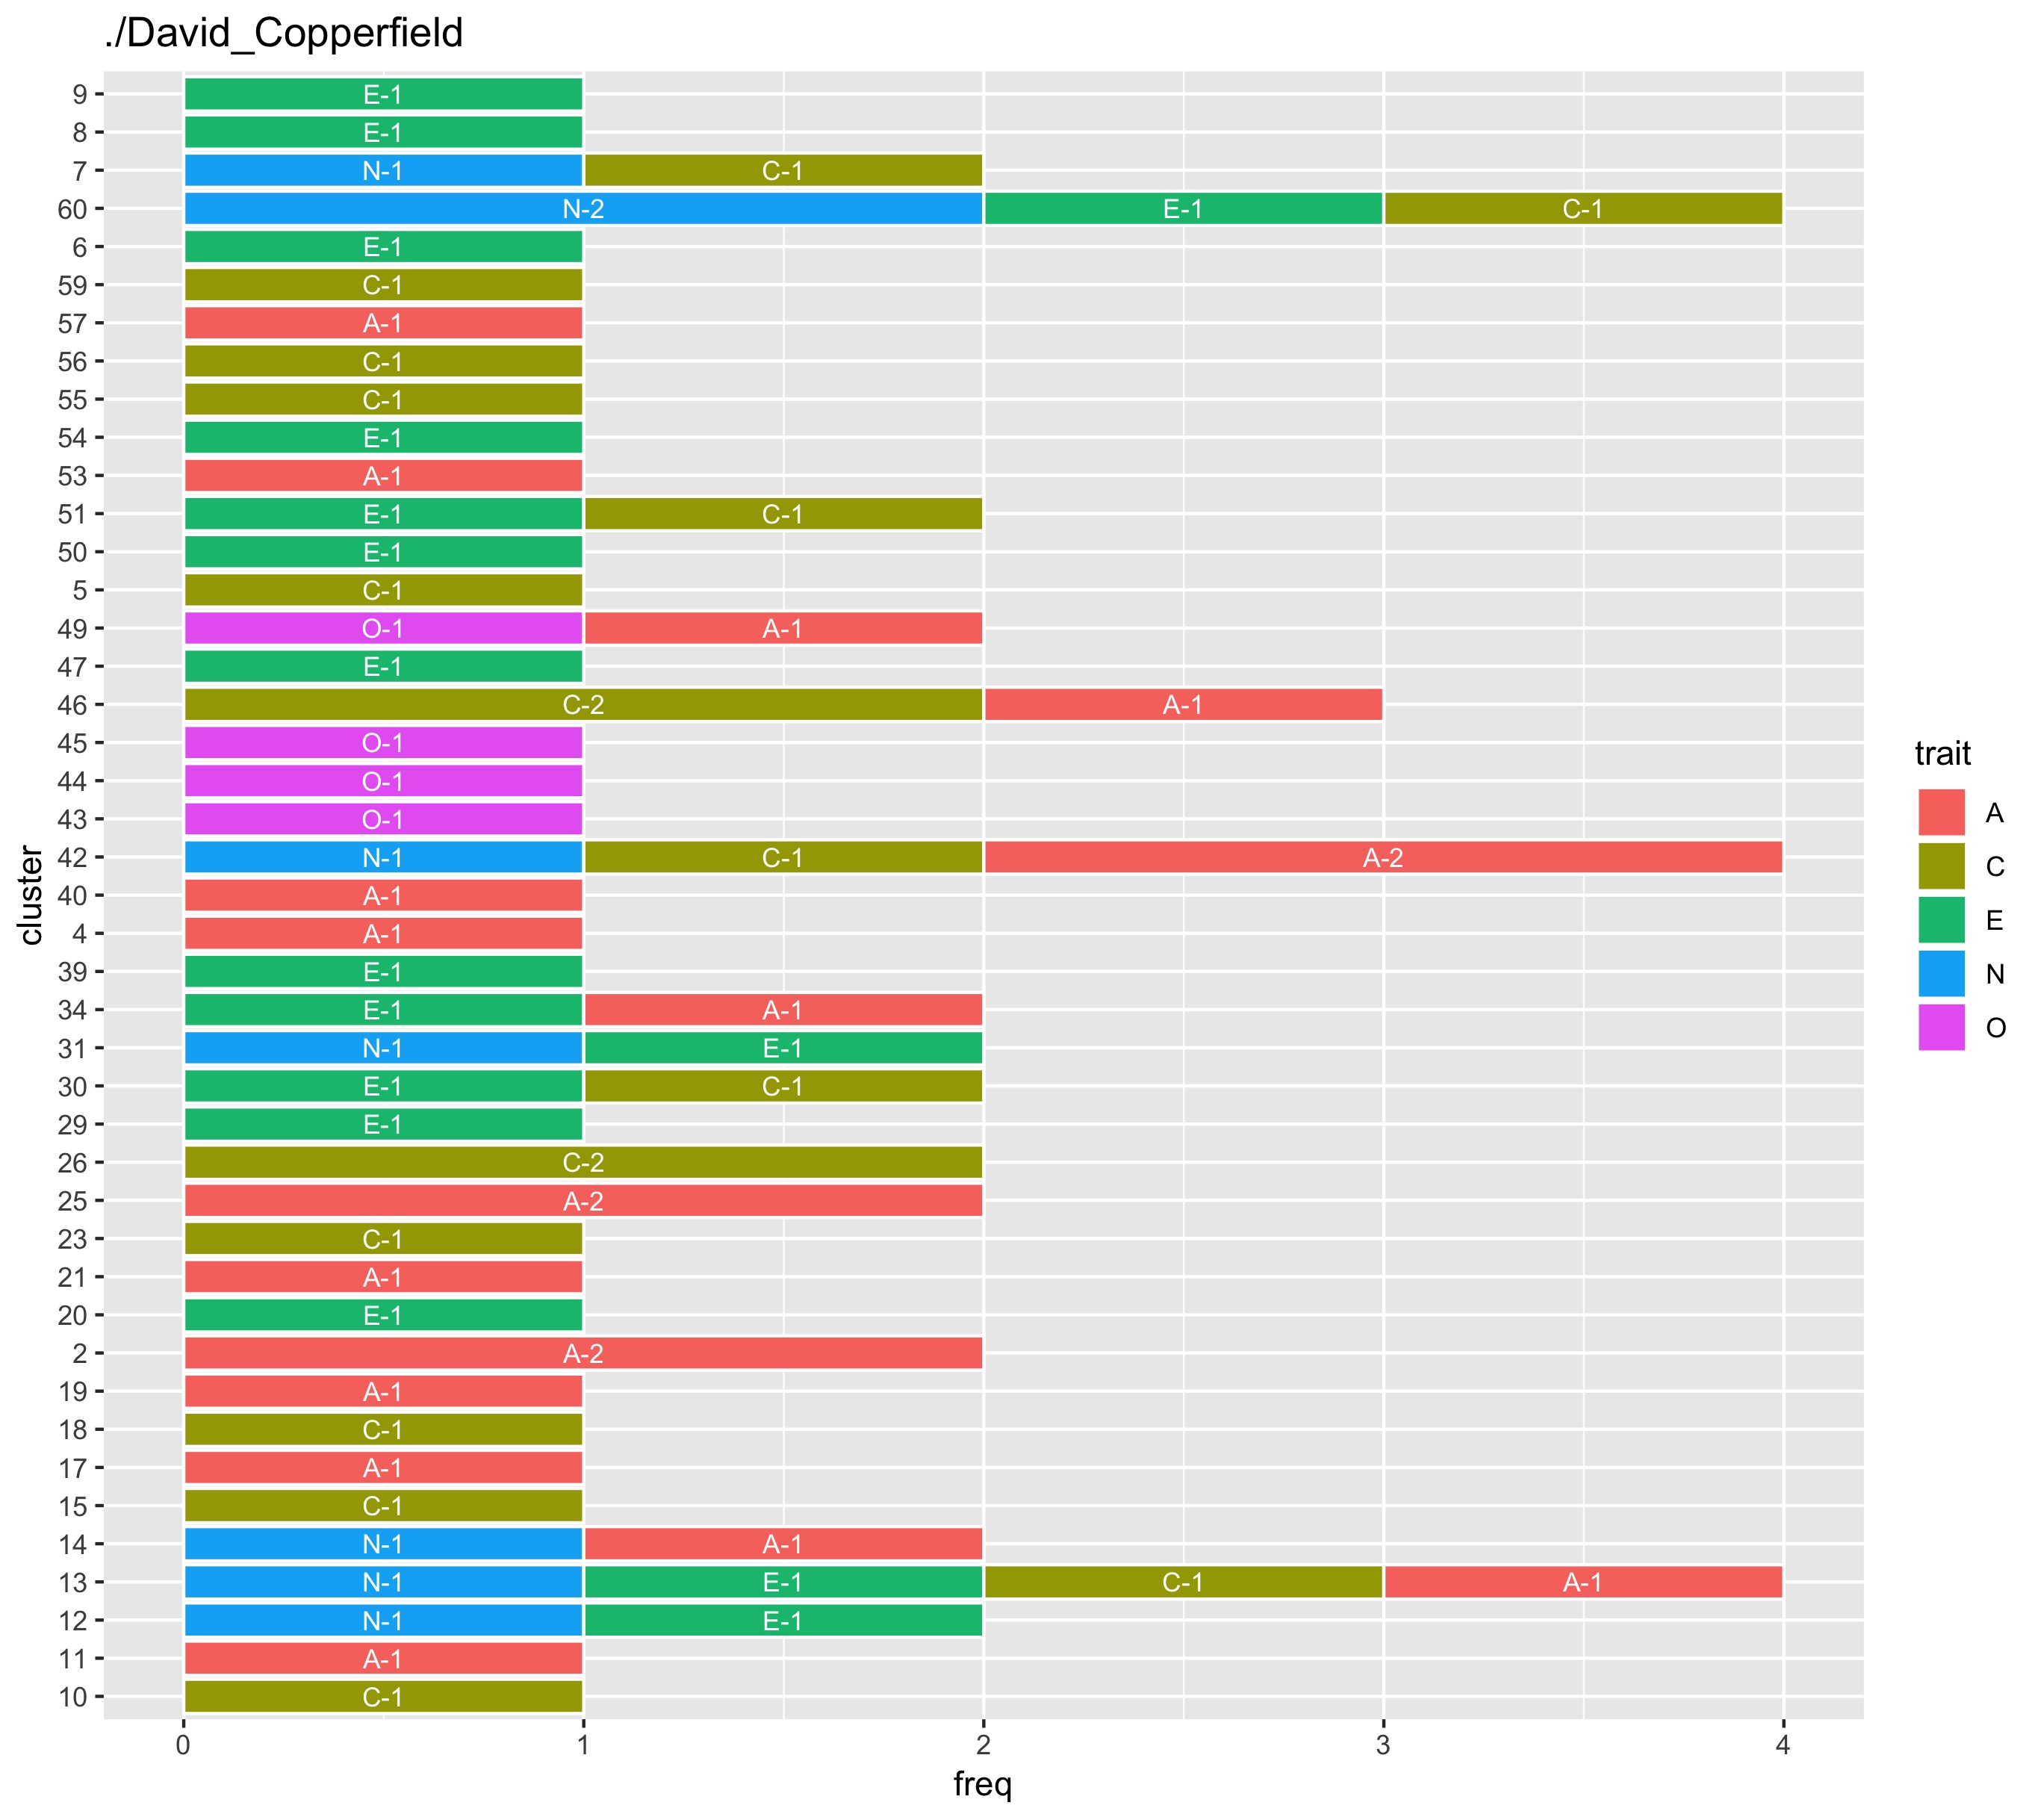 ./David_Copperfield
9 E-1
8 E-1
7 N-1 C-1
60 N-2 E-1 C-1
6 E-1
59 C-1
57 A-1
56 C-1
55 C-1
54 E-1
53 A-1
51 E-1 C-1
50 E-1
5 C-1
49 O-1 A-1
47 E-1
46 C-2 A-1
45 O-1
44 O-1
43 O-1
42 N-1 C-1 A-2
40 A-1
4 A-1
39 E-1
34 E-1 A-1
31 N-1 E-1
30 E-1 C-1
29 E-1
26 C-2
25 A-2
23 C-1
21 A-1
20 E-1
2 A-2
19 A-1
18 C-1
17 A-1
15 C-1
14 N-1 A-1
13 N-1 E-1 C-1 A-1
12 N-1 E-1
11 A-1
10 C-1
0 1 2 3 4
freq
cluster
trait
A
C
E
N
O